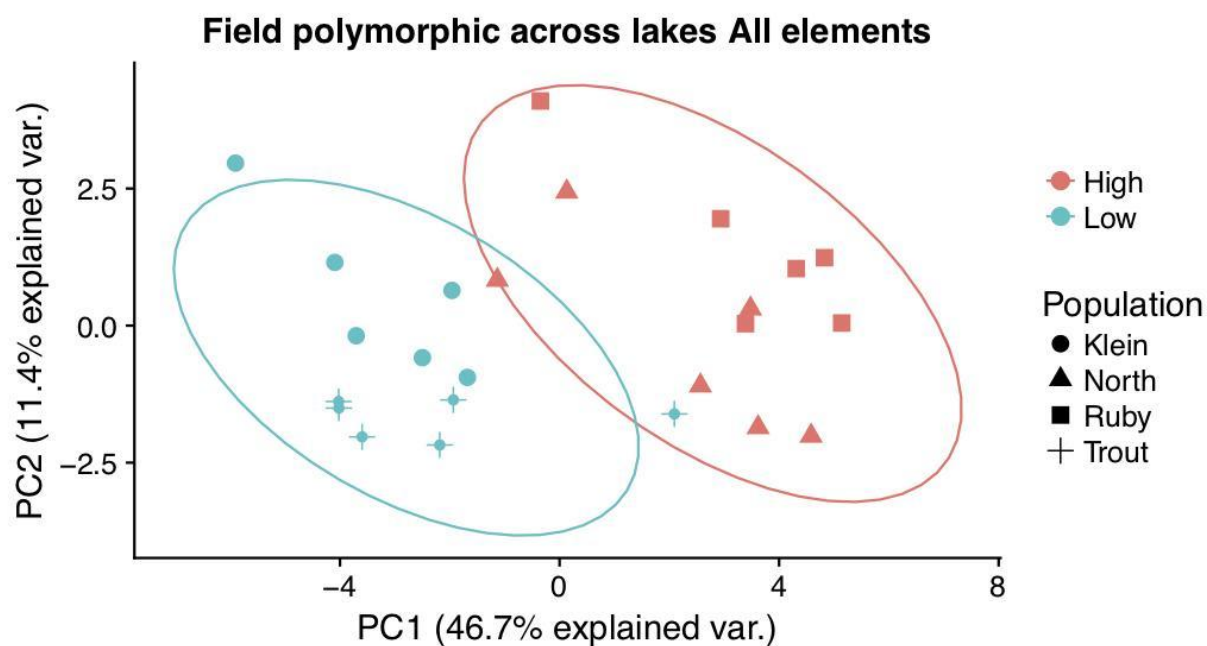 Field polymorphic across lakes All elements
PC2 (11.4% explained var.)
2.5
0.0
−2.5
−4
0
4
8
PC1 (46.7% explained var.)
High
Low
Population
Klein
North
Ruby
Trout